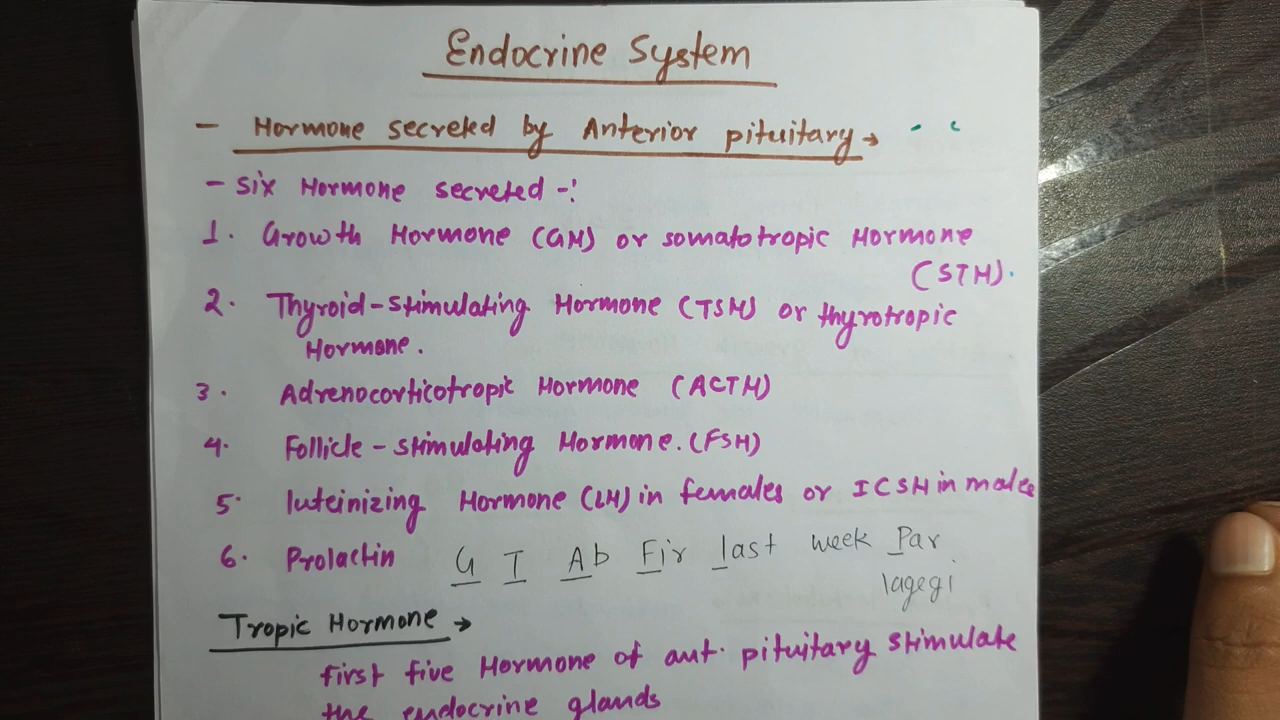 Endocrine System
- Hormone secreted by Anterior pituitary →
- Six Hormone secreted -:
1. Growth Hormone (GH) or somatotropic Hormone
(STH).
2. Thyroid-stimulating Hormone (TSH) or thyrotropic
Hormone.
3. Adrenocorticotropic Hormone (ACTH)
4. Follicle-stimulating Hormone. (FSH)
5. luteinizing Hormone (LH) in females or ICSH in males
6. Prolactin G T Ab Fir last week Par
lagegi
Tropic Hormone →
first five Hormone of ant. pituitary stimulate
the endocrine glands